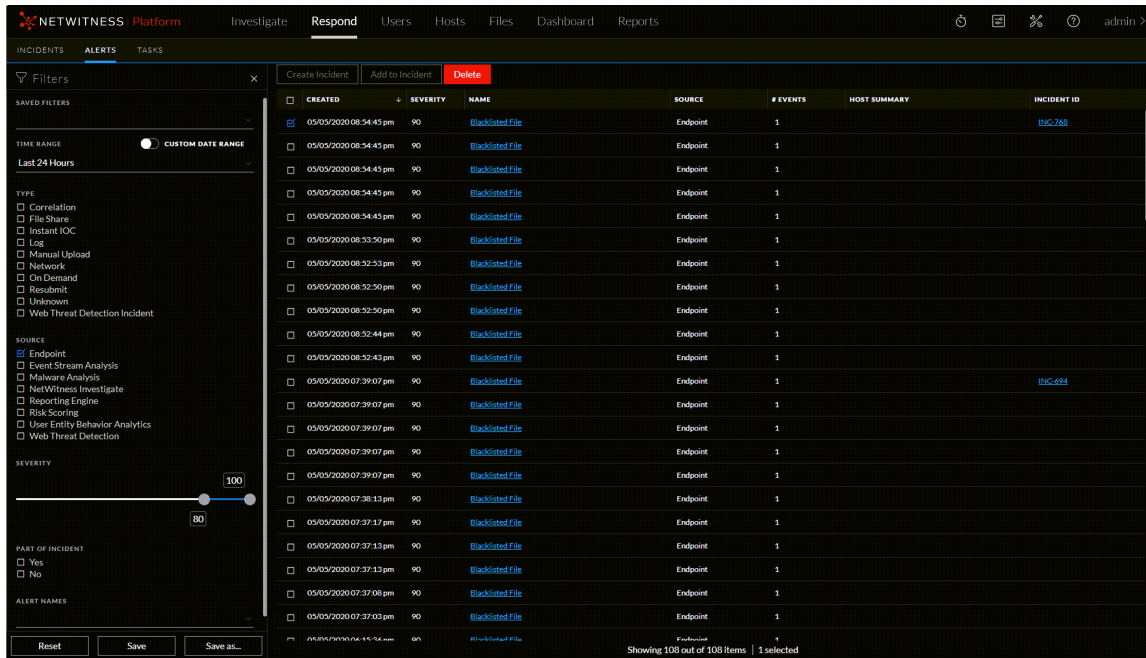 NETWITNESS Platform Investigate Respond Users Hosts Files Dashboard Reports admin >
INCIDENTS ALERTS TASKS
Filters
Create Incident Add to Incident Delete
SAVED FILTERS
TIME RANGE CUSTOM DATE RANGE
Last 24 Hours
TYPE
Correlation
File Share
Instant IOC
Log
Manual Upload
Network
On Demand
Resubmit
Unknown
Web Threat Detection Incident
SOURCE
Endpoint
Event Stream Analysis
Malware Analysis
NetWitness Investigate
Reporting Engine
Risk Scoring
User Entity Behavior Analytics
Web Threat Detection
SEVERITY
100
80
PART OF INCIDENT
Yes
No
ALERT NAMES
Reset Save Save as...
CREATED SEVERITY NAME SOURCE # EVENTS HOST SUMMARY INCIDENT ID
05/05/2020 08:54:45 pm 90 Blacklisted File Endpoint 1 INC-768
05/05/2020 08:54:45 pm 90 Blacklisted File Endpoint 1
05/05/2020 08:54:45 pm 90 Blacklisted File Endpoint 1
05/05/2020 08:54:45 pm 90 Blacklisted File Endpoint 1
05/05/2020 08:54:45 pm 90 Blacklisted File Endpoint 1
05/05/2020 08:53:50 pm 90 Blacklisted File Endpoint 1
05/05/2020 08:52:53 pm 90 Blacklisted File Endpoint 1
05/05/2020 08:52:50 pm 90 Blacklisted File Endpoint 1
05/05/2020 08:52:50 pm 90 Blacklisted File Endpoint 1
05/05/2020 08:52:44 pm 90 Blacklisted File Endpoint 1
05/05/2020 08:52:43 pm 90 Blacklisted File Endpoint 1
05/05/2020 07:39:07 pm 90 Blacklisted File Endpoint 1 INC-694
05/05/2020 07:39:07 pm 90 Blacklisted File Endpoint 1
05/05/2020 07:39:07 pm 90 Blacklisted File Endpoint 1
05/05/2020 07:39:07 pm 90 Blacklisted File Endpoint 1
05/05/2020 07:39:07 pm 90 Blacklisted File Endpoint 1
05/05/2020 07:38:13 pm 90 Blacklisted File Endpoint 1
05/05/2020 07:37:17 pm 90 Blacklisted File Endpoint 1
05/05/2020 07:37:13 pm 90 Blacklisted File Endpoint 1
05/05/2020 07:37:13 pm 90 Blacklisted File Endpoint 1
05/05/2020 07:37:08 pm 90 Blacklisted File Endpoint 1
05/05/2020 07:37:03 pm 90 Blacklisted File Endpoint 1
05/05/2020 06:15:36 pm 90 Blacklisted File Endpoint 1
Showing 108 out of 108 items | 1 selected